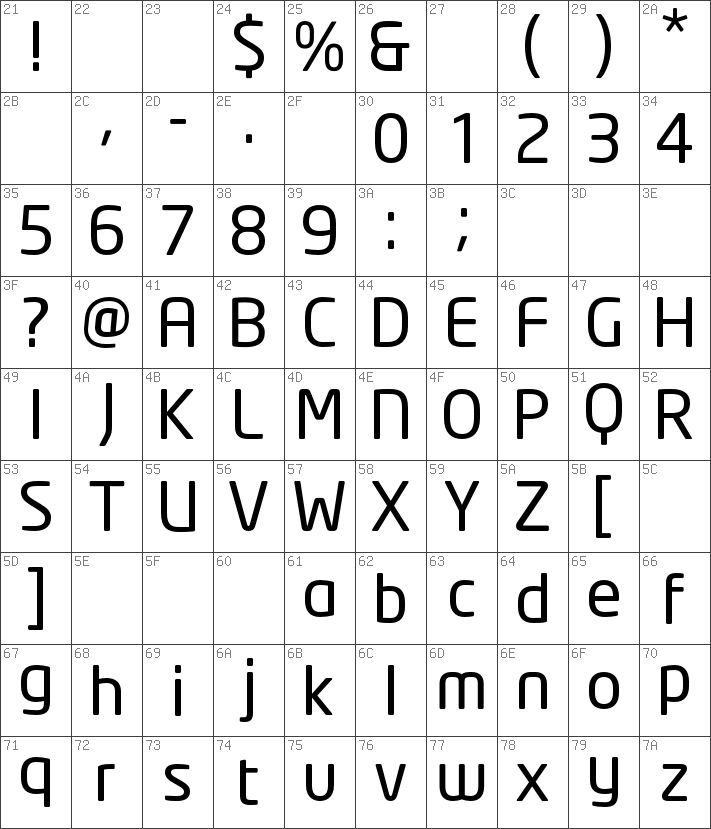 21 22 23 24 25 26 27 28 29 2A
! $ % & ( ) *
2B 2C 2D 2E 2F 30 31 32 33 34
, - . 0 1 2 3 4
35 36 37 38 39 3A 3B 3C 3D 3E
5 6 7 8 9 : ;
3F 40 41 42 43 44 45 46 47 48
? @ A B C D E F G H
49 4A 4B 4C 4D 4E 4F 50 51 52
I J K L M N O P Q R
53 54 55 56 57 58 59 5A 5B 5C
S T U V W X Y Z [
5D 5E 5F 60 61 62 63 64 65 66
] a b c d e f
67 68 69 6A 6B 6C 6D 6E 6F 70
g h i j k l m n o p
71 72 73 74 75 76 77 78 79 7A
q r s t u v w x y z